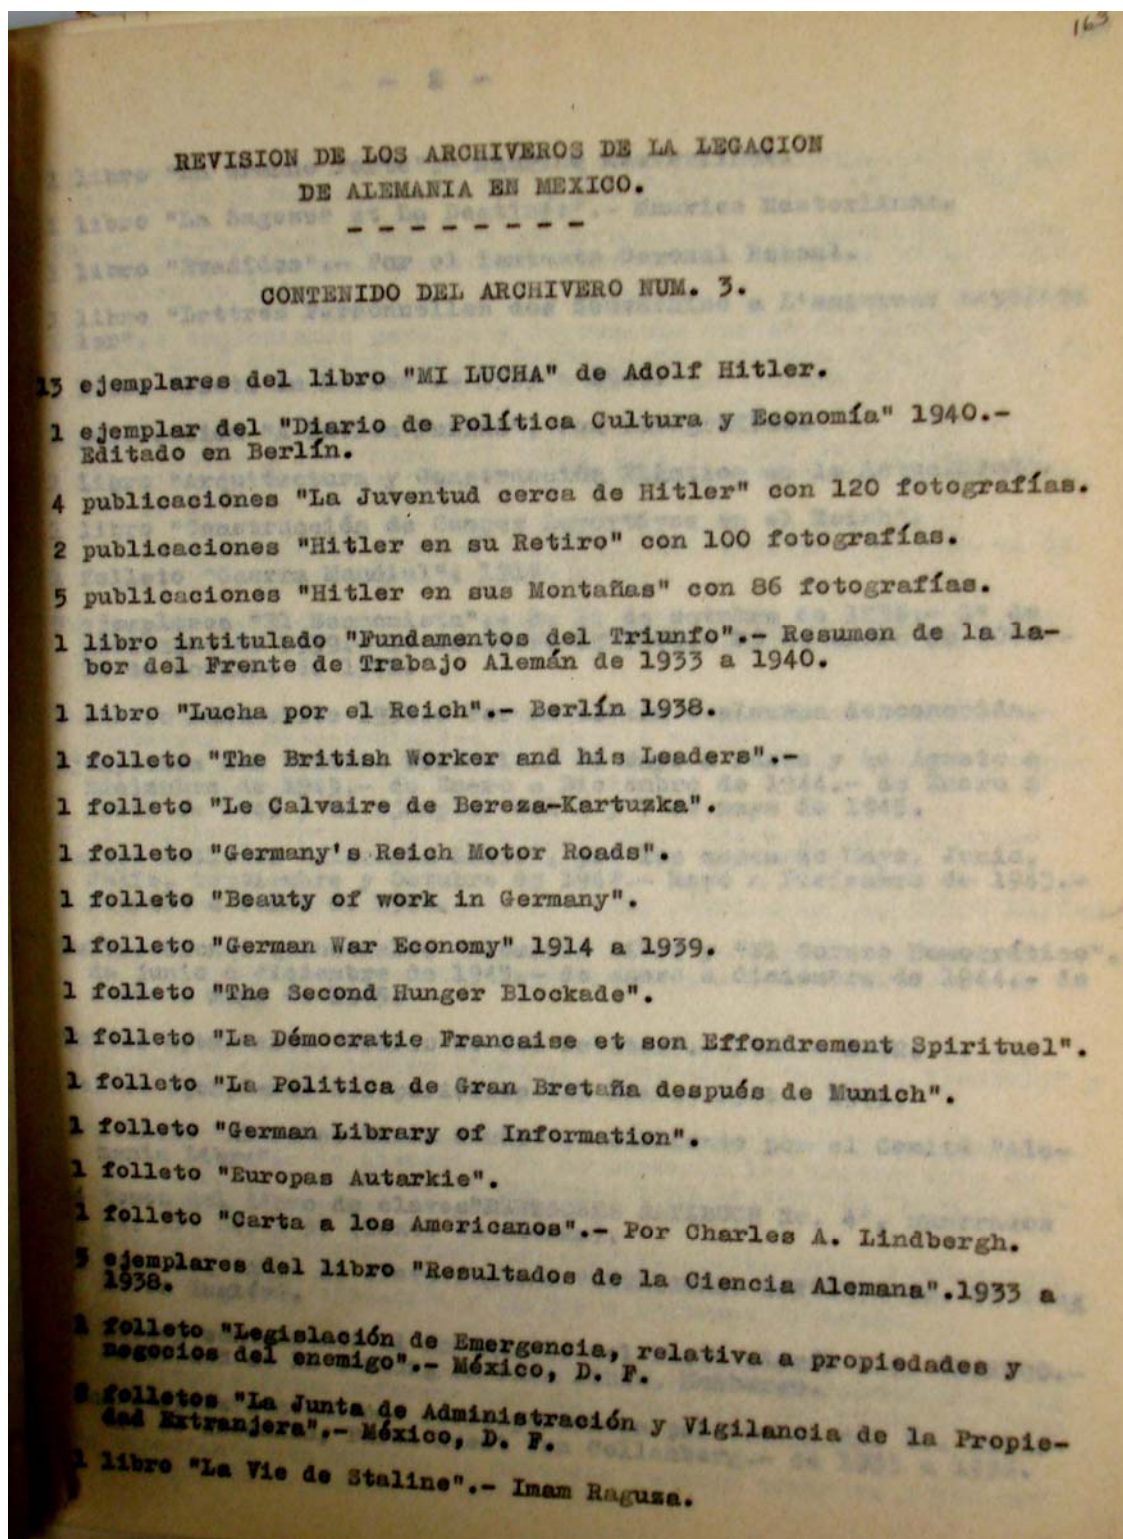 163
REVISION DE LOS ARCHIVEROS DE LA LEGACION
DE ALEMANIA EN MEXICO.
- - - - - - - -
CONTENIDO DEL ARCHIVERO NUM. 3.
13 ejemplares del libro "MI LUCHA" de Adolf Hitler.
1 ejemplar del "Diario de Política Cultura y Economía" 1940.-
Editado en Berlín.
4 publicaciones "La Juventud cerca de Hitler" con 120 fotografías.
2 publicaciones "Hitler en su Retiro" con 100 fotografías.
5 publicaciones "Hitler en sus Montañas" con 86 fotografías.
1 libro intitulado "Fundamentos del Triunfo".- Resumen de la la-
bor del Frente de Trabajo Alemán de 1933 a 1940.
1 libro "Lucha por el Reich".- Berlín 1938.
1 folleto "The British Worker and his Leaders".-
1 folleto "Le Calvaire de Bereza-Kartuzka".
1 folleto "Germany's Reich Motor Roads".
1 folleto "Beauty of work in Germany".
1 folleto "German War Economy" 1914 a 1939.
1 folleto "The Second Hunger Blockade".
1 folleto "La Démocratie Francaise et son Effondrement Spirituel".
1 folleto "La Politica de Gran Bretaña después de Munich".
1 folleto "German Library of Information".
1 folleto "Europas Autarkie".
1 folleto "Carta a los Americanos".- Por Charles A. Lindbergh.
5 ejemplares del libro "Resultados de la Ciencia Alemana".1933 a
1938.
1 folleto "Legislación de Emergencia, relativa a propiedades y
negocios del enemigo".- México, D. F.
folletos "La Junta de Administración y Vigilancia de la Propie-
dad Extranjera".- México, D. F.
1 libro "La Vie de Staline".- Imam Raguza.